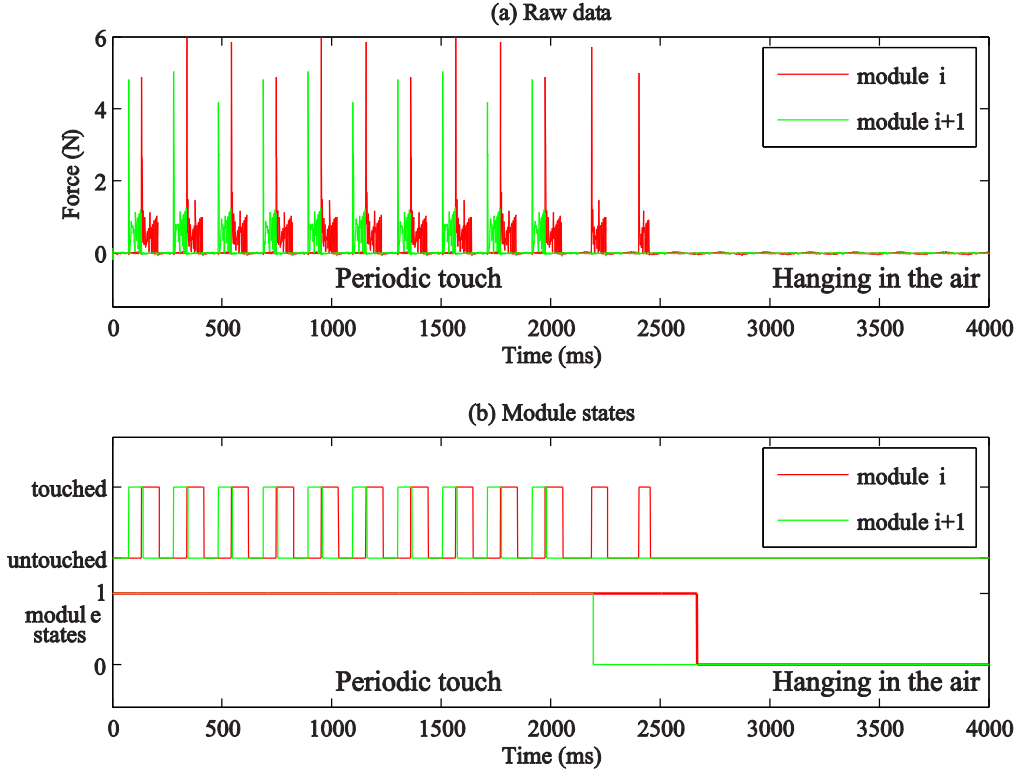 (a) Raw data
6
4
2
0
Force (N)
module i
module i+1
Periodic touch
Hanging in the air
0 500 1000 1500 2000 2500 3000 3500 4000
Time (ms)
(b) Module states
touched
untouched
1
modul e
states
0
module i
module i+1
Periodic touch
Hanging in the air
0 500 1000 1500 2000 2500 3000 3500 4000
Time (ms)